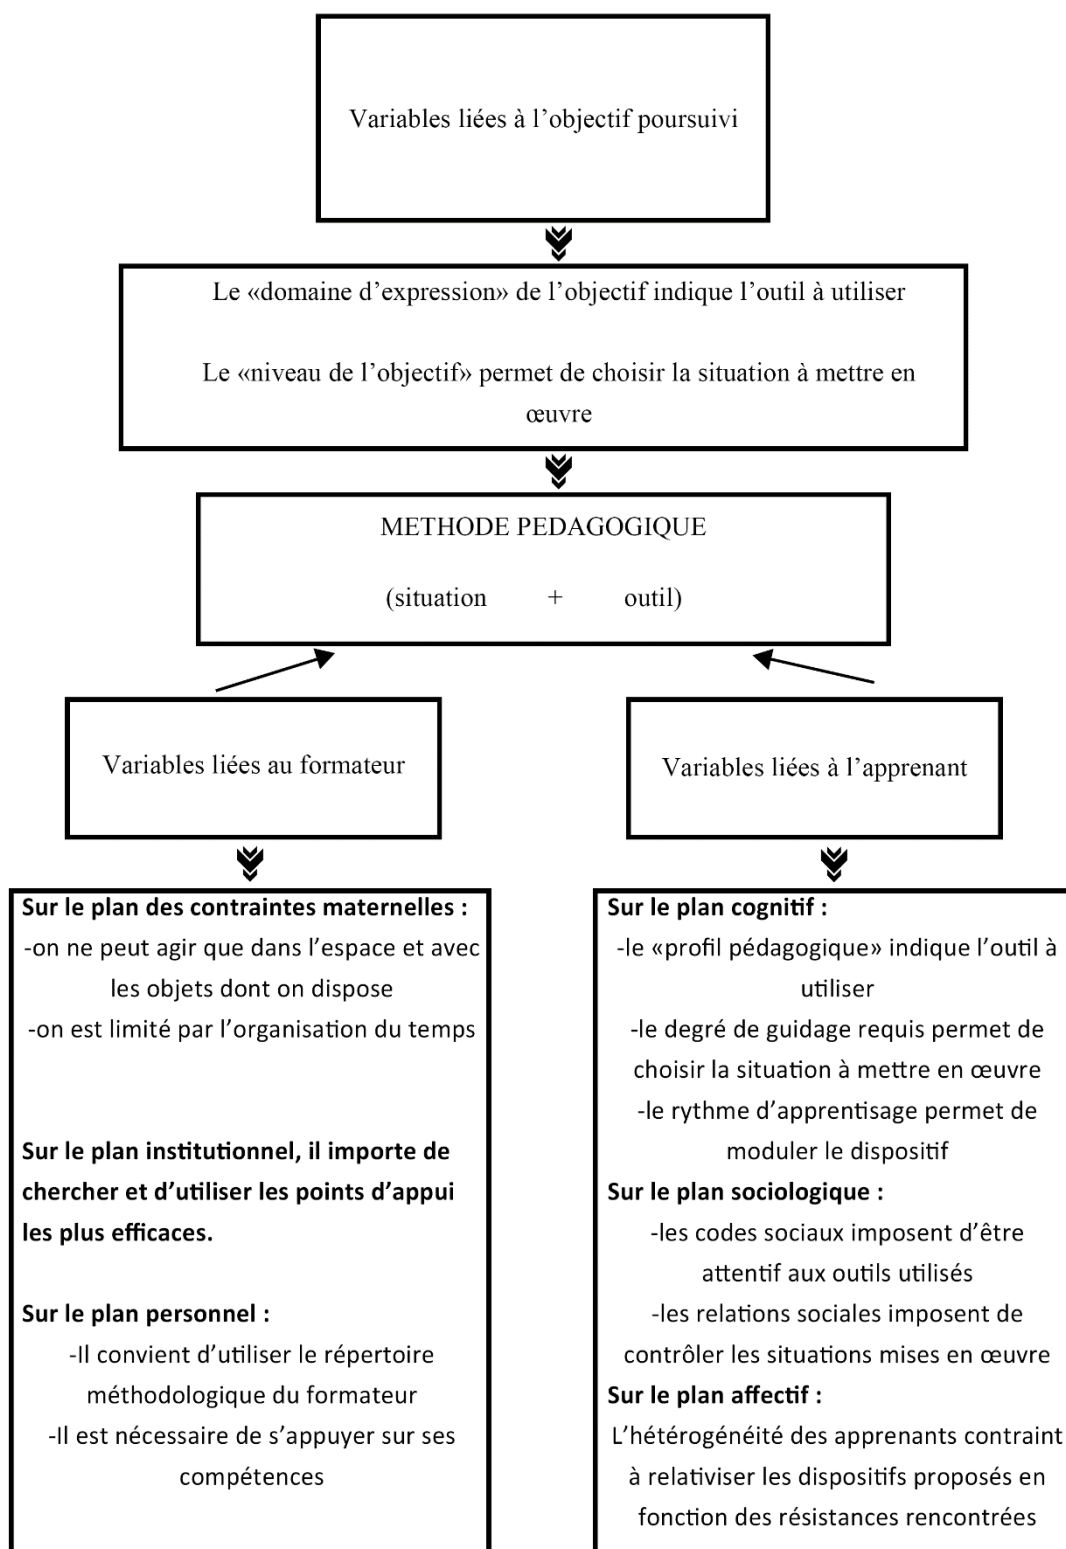 Variables liées à l’objectif poursuivi
Le «domaine d’expression» de l’objectif indique l’outil à utiliser
Le «niveau de l’objectif» permet de choisir la situation à mettre en
œuvre
METHODE PEDAGOGIQUE
(situation + outil)
Variables liées au formateur
Variables liées à l’apprenant
Sur le plan des contraintes maternelles :
-on ne peut agir que dans l’espace et avec
les objets dont on dispose
-on est limité par l’organisation du temps
Sur le plan institutionnel, il importe de
chercher et d’utiliser les points d’appui
les plus efficaces.
Sur le plan personnel :
-Il convient d’utiliser le répertoire
méthodologique du formateur
-Il est nécessaire de s’appuyer sur ses
compétences
Sur le plan cognitif :
-le «profil pédagogique» indique l’outil à
utiliser
-le degré de guidage requis permet de
choisir la situation à mettre en œuvre
-le rythme d’apprentisage permet de
moduler le dispositif
Sur le plan sociologique :
-les codes sociaux imposent d’être
attentif aux outils utilisés
-les relations sociales imposent de
contrôler les situations mises en œuvre
Sur le plan affectif :
L’hétérogénéité des apprenants contraint
à relativiser les dispositifs proposés en
fonction des résistances rencontrées